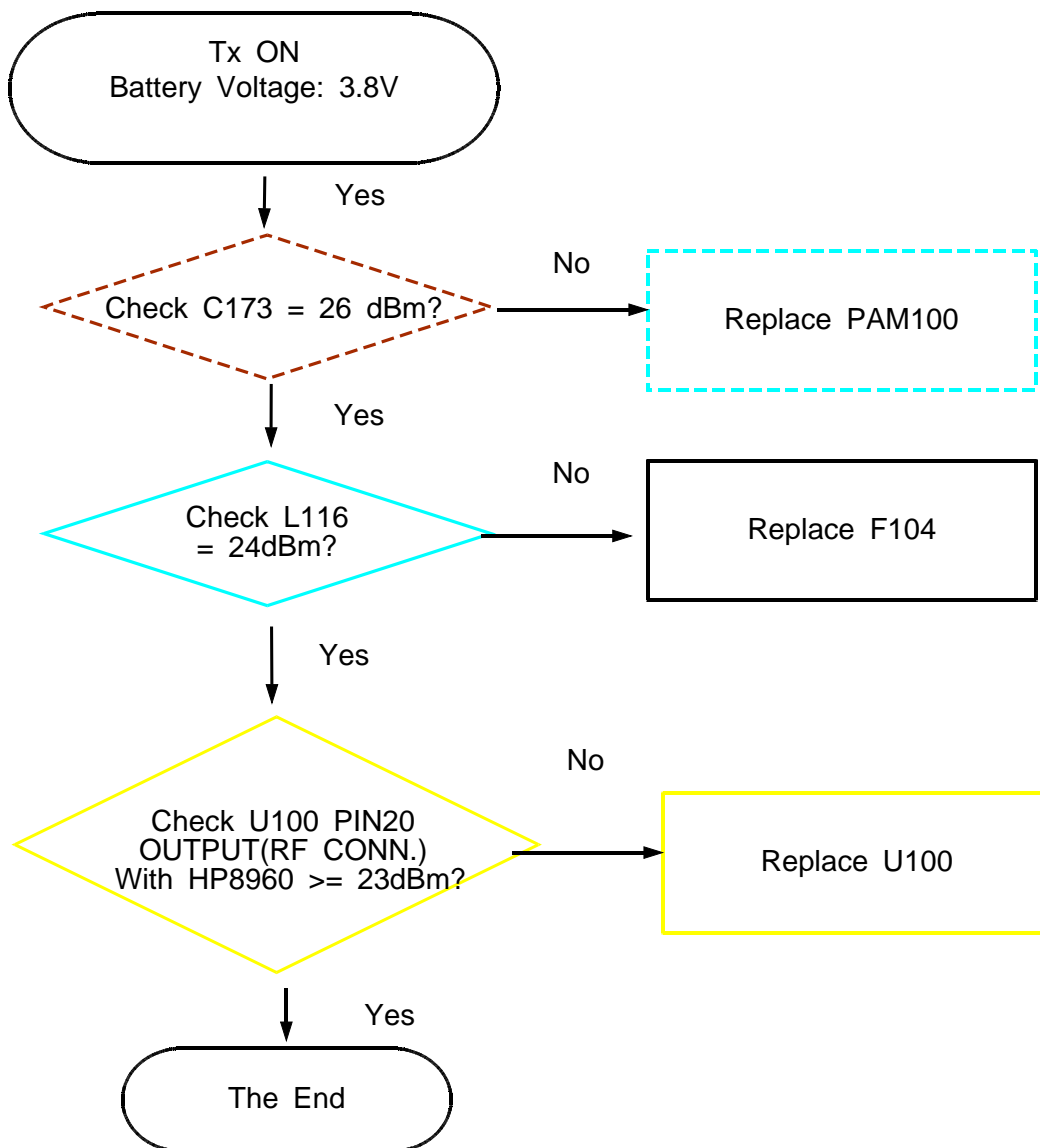 Tx ON
Battery Voltage: 3.8V
Yes
Check C173 = 26 dBm?
No
Replace PAM100
Yes
Check L116
= 24dBm?
No
Replace F104
Yes
Check U100 PIN20
OUTPUT(RF CONN.)
With HP8960 >= 23dBm?
No
Replace U100
Yes
The End